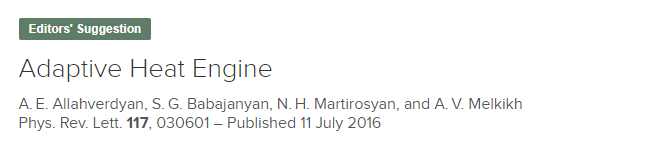 Editors' Suggestion
Adaptive Heat Engine
A. E. Allahverdyan, S. G. Babajanyan, N. H. Martirosyan, and A. V. Melkikh
Phys. Rev. Lett. 117, 030601 – Published 11 July 2016